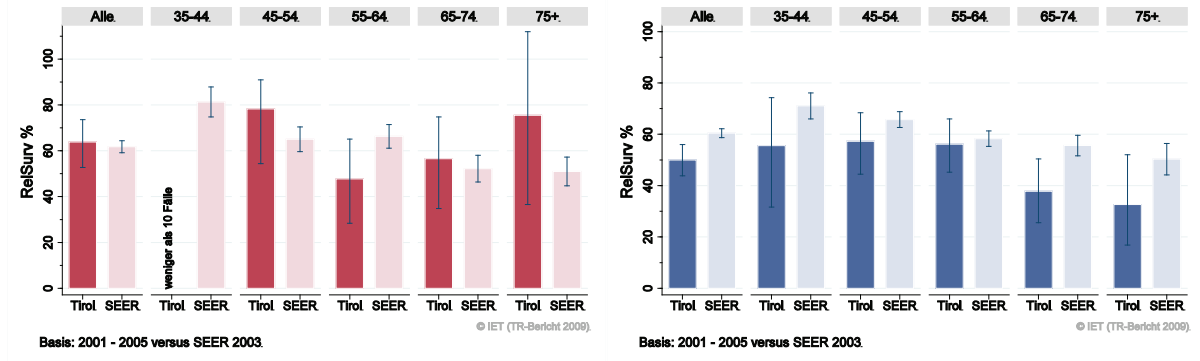 Alle. 35-44. 45-54. 55-64. 65-74. 75+.
RelSurv %
100
80
60
40
20
0
weniger als 10 Fälle
Tirol SEER. Tirol SEER. Tirol SEER. Tirol SEER. Tirol SEER. Tirol SEER.
© IET (TR-Bericht 2009).
Basis: 2001 - 2005 versus SEER 2003.
Alle. 35-44. 45-54. 55-64. 65-74. 75+.
RelSurv %
100
80
60
40
20
0
Tirol SEER. Tirol SEER. Tirol SEER. Tirol SEER. Tirol SEER. Tirol SEER.
© IET (TR-Bericht 2009).
Basis: 2001 - 2005 versus SEER 2003.